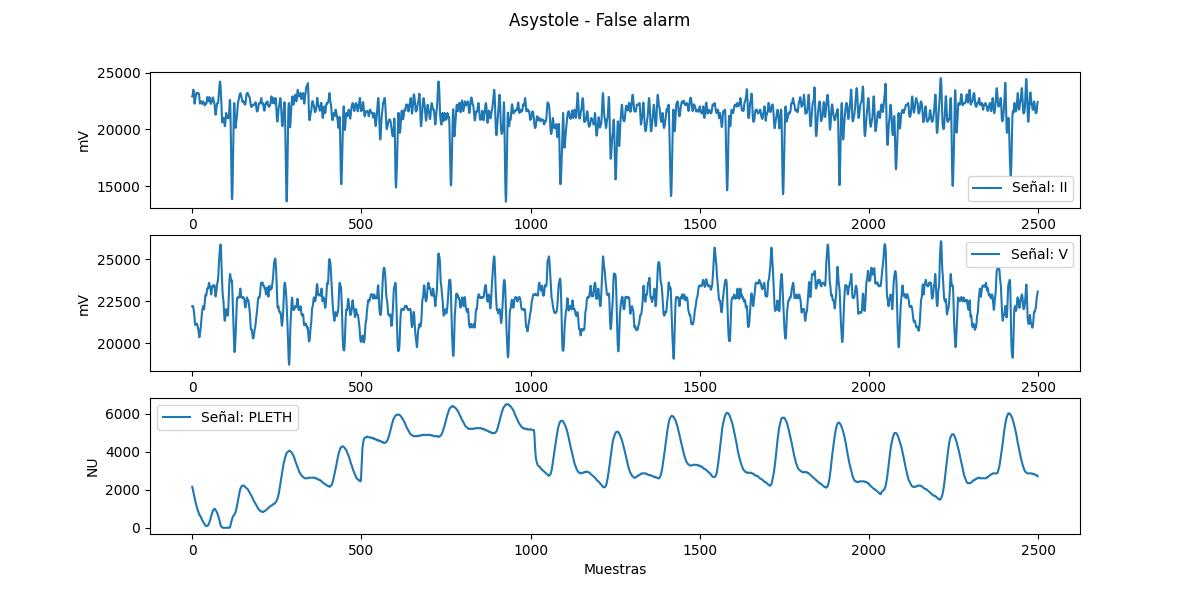 Asystole - False alarm
25000
20000
15000
mV
Señal: II
0 500 1000 1500 2000 2500
25000
22500
20000
mV
Señal: V
0 500 1000 1500 2000 2500
6000
4000
2000
0
NU
Señal: PLETH
0 500 1000 1500 2000 2500
Muestras